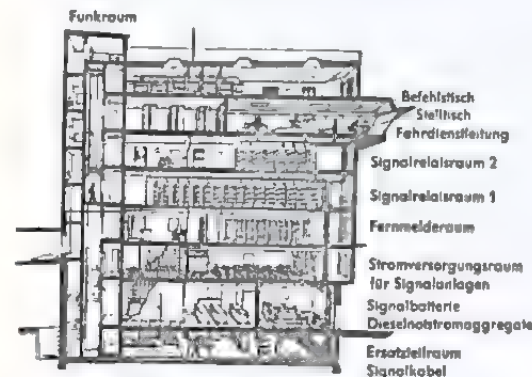 Funkraum
Befehlstisch
Stelltisch
Fahrdienstleitung
Signalrelaisraum 2
Signalrelaisraum 1
Fernmelderaum
Stromversorgungsraum
für Signalanlagen
Signalbatterie
Dieselnotstromaggregate
Ersatzteilraum
Signalkabel